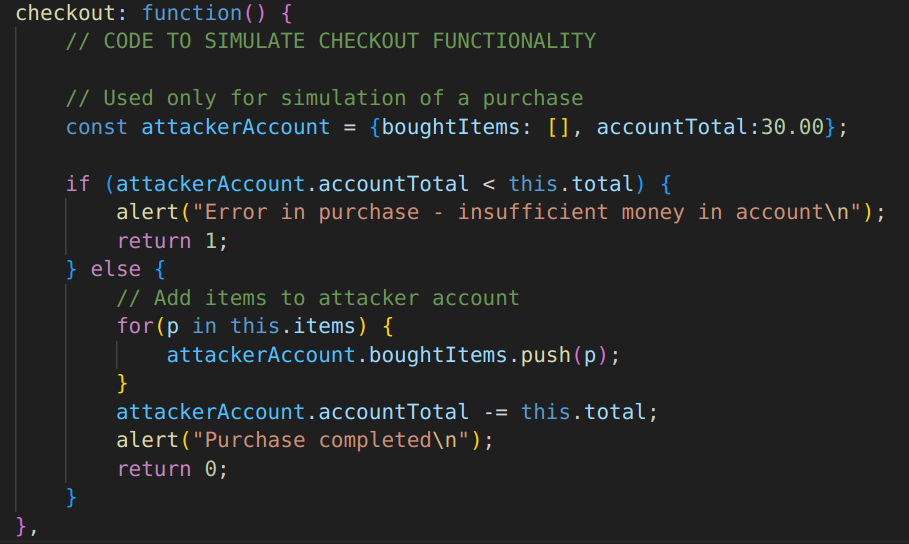 checkout: function() {
    // CODE TO SIMULATE CHECKOUT FUNCTIONALITY

    // Used only for simulation of a purchase
    const attackerAccount = {boughtItems: [], accountTotal:30.00};

    if (attackerAccount.accountTotal < this.total) {
        alert("Error in purchase - insufficient money in account\n");
        return 1;
    } else {
        // Add items to attacker account
        for(p in this.items) {
            attackerAccount.boughtItems.push(p);
        }
        attackerAccount.accountTotal -= this.total;
        alert("Purchase completed\n");
        return 0;
    }
},